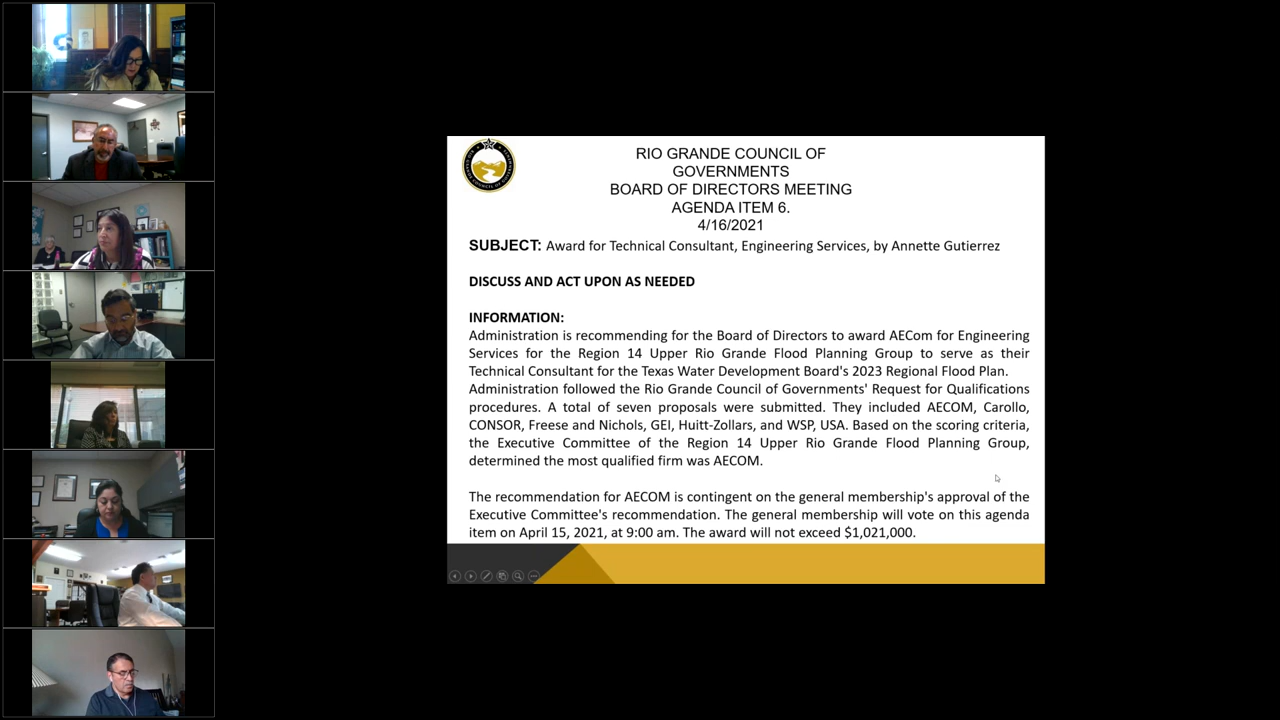 RIO GRANDE COUNCIL OF
GOVERNMENTS
BOARD OF DIRECTORS MEETING
AGENDA ITEM 6.
4/16/2021
SUBJECT: Award for Technical Consultant, Engineering Services, by Annette Gutierrez
DISCUSS AND ACT UPON AS NEEDED
INFORMATION:
Administration is recommending for the Board of Directors to award AECom for Engineering
Services for the Region 14 Upper Rio Grande Flood Planning Group to serve as their
Technical Consultant for the Texas Water Development Board's 2023 Regional Flood Plan.
Administration followed the Rio Grande Council of Governments' Request for Qualifications
procedures. A total of seven proposals were submitted. They included AECOM, Carollo,
CONSOR, Freese and Nichols, GEI, Huitt-Zollars, and WSP, USA. Based on the scoring criteria,
the Executive Committee of the Region 14 Upper Rio Grande Flood Planning Group,
determined the most qualified firm was AECOM.
The recommendation for AECOM is contingent on the general membership's approval of the
Executive Committee's recommendation. The general membership will vote on this agenda
item on April 15, 2021, at 9:00 am. The award will not exceed $1,021,000.